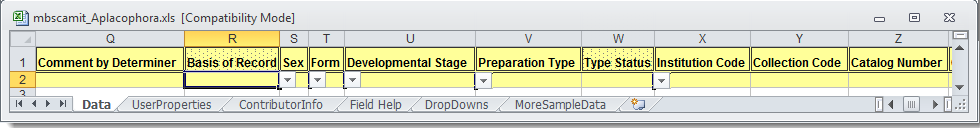 mbscamit_Aplacophora.xls [Compatibility Mode]
Q R S T U V W X Y Z
1 Comment by Determiner Basis of Record Sex Form Developmental Stage Preparation Type Type Status Institution Code Collection Code Catalog Number
2
3
Data UserProperties ContributorInfo Field Help DropDowns MoreSampleData